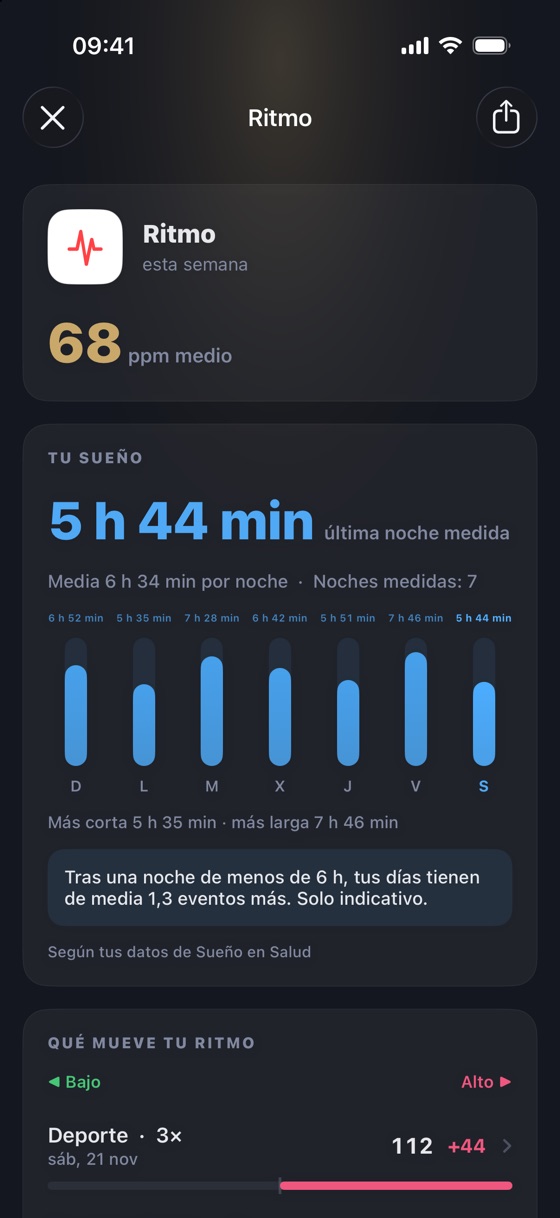 09:41
Ritmo
Ritmo
esta semana
68 ppm medio
TU SUEÑO
5 h 44 min última noche medida
Media 6 h 34 min por noche · Noches medidas: 7
6 h 52 min 5 h 35 min 7 h 28 min 6 h 42 min 5 h 51 min 7 h 46 min 5 h 44 min
D L M X J V S
Más corta 5 h 35 min · más larga 7 h 46 min
Tras una noche de menos de 6 h, tus días tienen
de media 1,3 eventos más. Solo indicativo.
Según tus datos de Sueño en Salud
QUÉ MUEVE TU RITMO
◀ Bajo Alto ▶
Deporte · 3× 112 +44
sáb, 21 nov